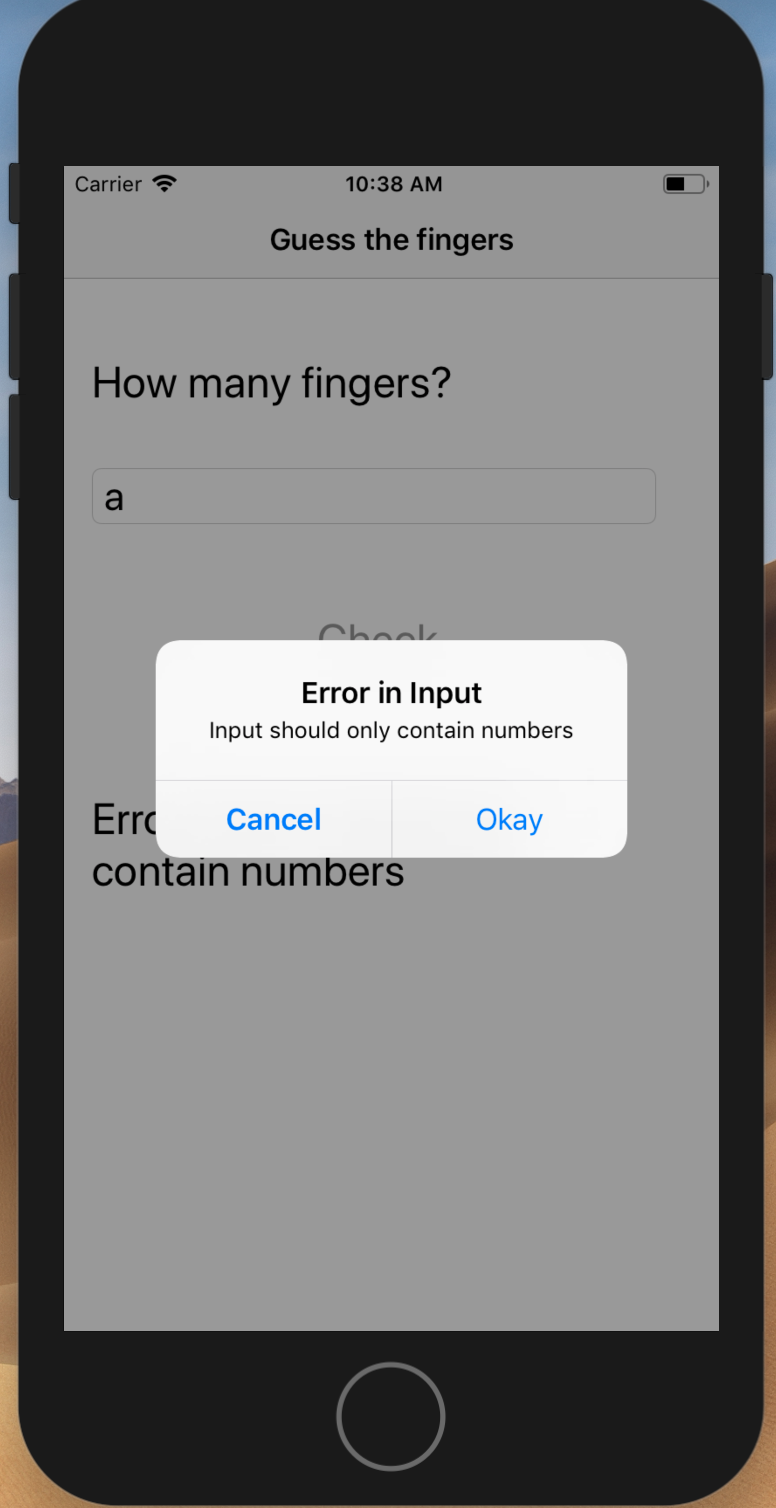 Carrier
10:38 AM
Guess the fingers
How many fingers?
a
Check
Error in Input
Input should only contain numbers
Cancel
Okay
contain numbers